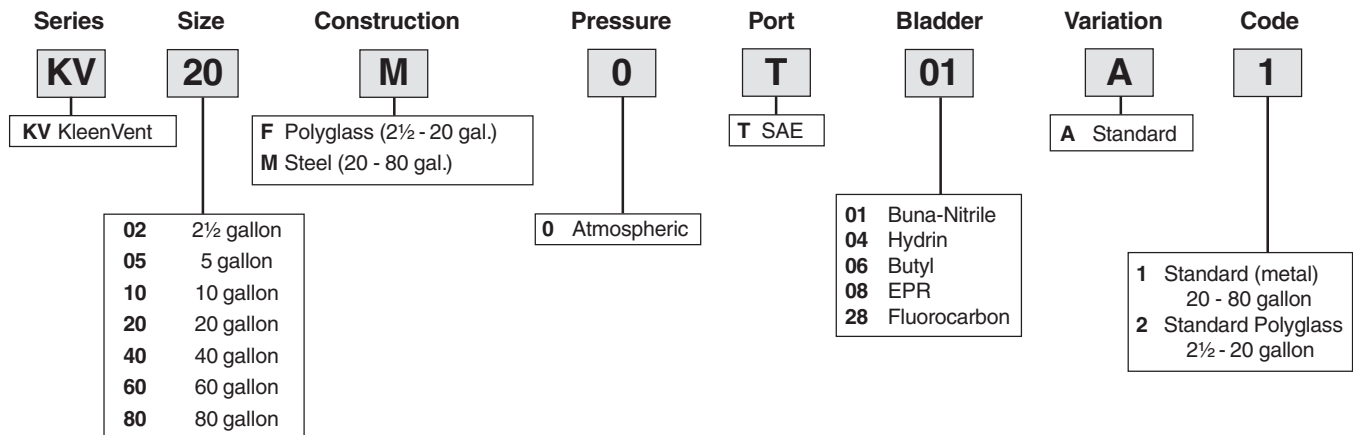 Series Size Construction Pressure Port Bladder Variation Code
KV 20 M 0 T 01 A 1
KV KleenVent
F Polyglass (2½ - 20 gal.)
M Steel (20 - 80 gal.)
T SAE
A Standard
02 2½ gallon
05 5 gallon
10 10 gallon
20 20 gallon
40 40 gallon
60 60 gallon
80 80 gallon
0 Atmospheric
01 Buna-Nitrile
04 Hydrin
06 Butyl
08 EPR
28 Fluorocarbon
1 Standard (metal)
20 - 80 gallon
2 Standard Polyglass
2½ - 20 gallon